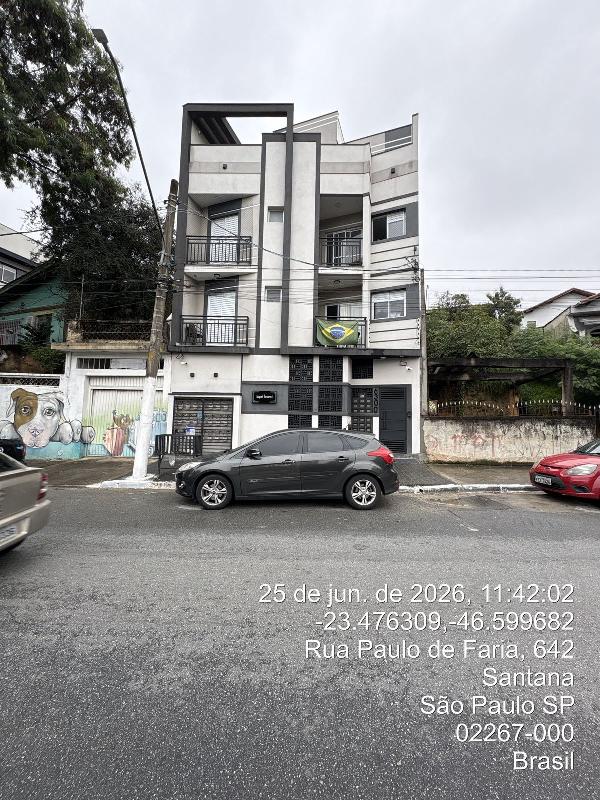 25 de jun. de 2026, 11:42:02
-23.476309,-46.599682
Rua Paulo de Faria, 642
Santana
São Paulo SP
02267-000
Brasil